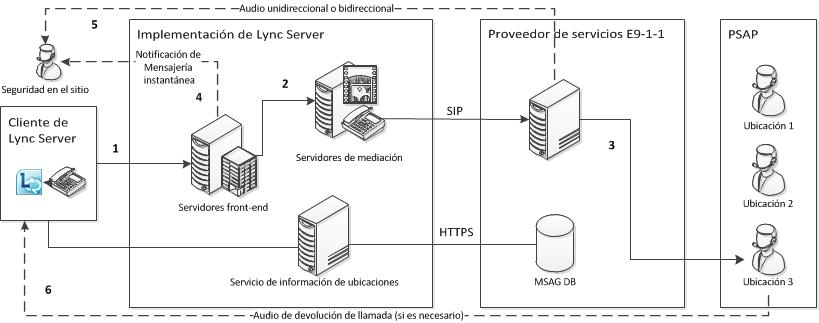 Audio unidireccional o bidireccional
5
Implementación de Lync Server
Proveedor de servicios E9-1-1
PSAP
Notificación de
Mensajería
instantánea
Seguridad en el sitio
4
2
Cliente de
Lync Server
1
SIP
3
Ubicación 1
Servidores de mediación
Servidores front-end
Ubicación 2
HTTPS
Servicio de información de ubicaciones
MSAG DB
Ubicación 3
6
Audio de devolución de llamada (si es necesario)